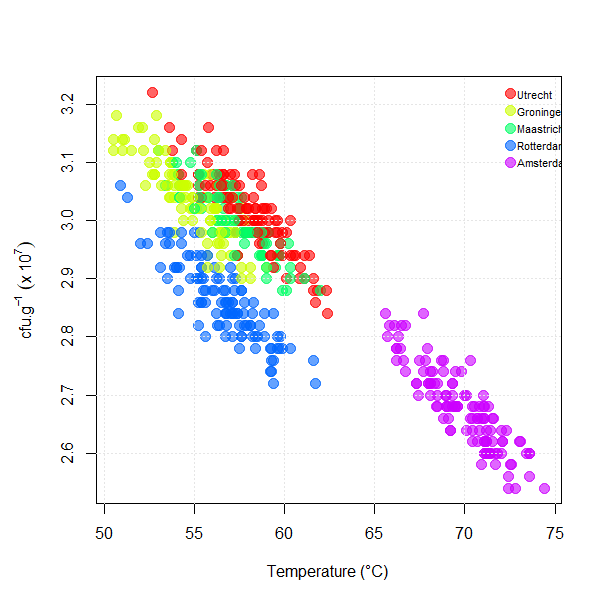 Utrecht
Groninge
Maastrich
Rotterdar
Amsterda
3.2
3.1
3.0
2.9
2.8
2.7
2.6
cfu.g⁻¹ (x 10⁷)
50 55 60 65 70 75
Temperature (°C)